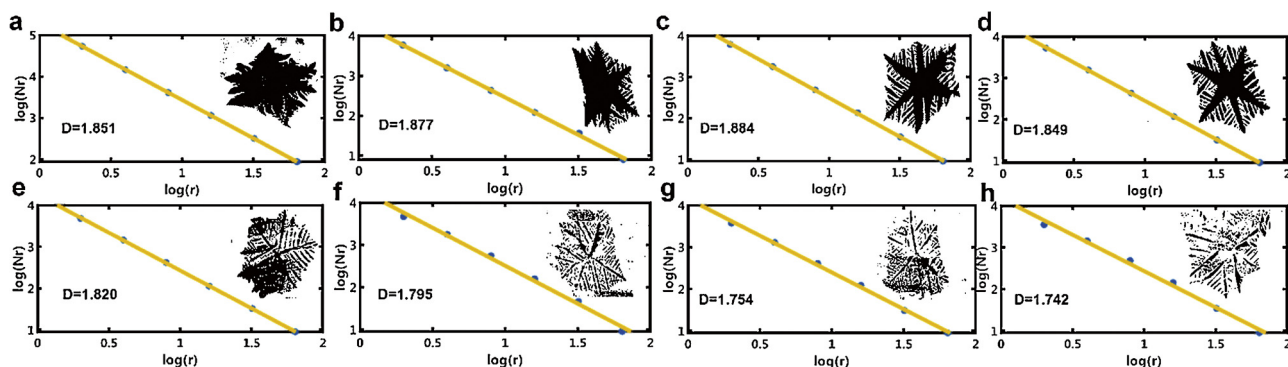 a
5
4
3
2
log(Nr)
D=1.851
0 0.5 1 1.5 2
log(r)
b
4
3
2
1
log(Nr)
D=1.877
0 0.5 1 1.5 2
log(r)
c
4
3
2
1
log(Nr)
D=1.884
0 0.5 1 1.5 2
log(r)
d
4
3
2
1
log(Nr)
D=1.849
0 0.5 1 1.5 2
log(r)
e
4
3
2
1
log(Nr)
D=1.820
0 0.5 1 1.5 2
log(r)
f
4
3
2
1
log(Nr)
D=1.795
0 0.5 1 1.5 2
log(r)
g
4
3
2
1
log(Nr)
D=1.754
0 0.5 1 1.5 2
log(r)
h
4
3
2
1
log(Nr)
D=1.742
0 0.5 1 1.5 2
log(r)